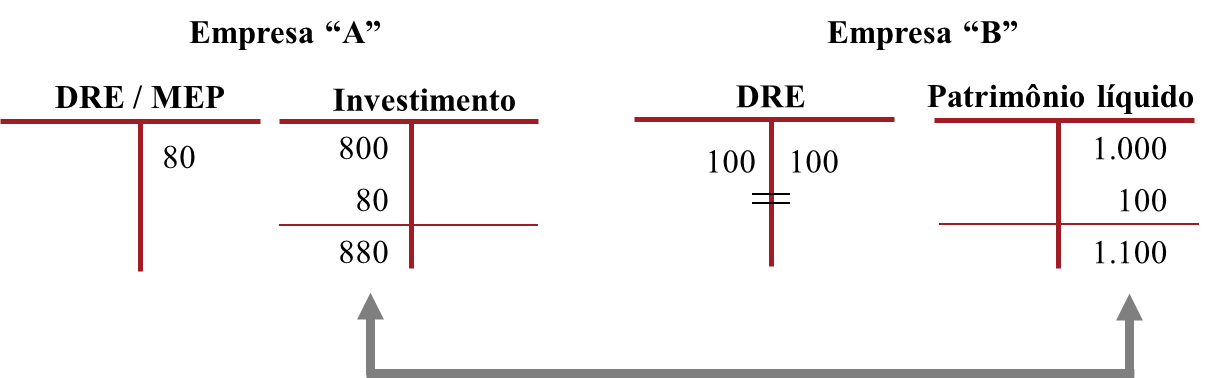 Empresa “A”
Empresa “B”
DRE / MEP
Investimento
DRE
Patrimônio líquido
80
800
80
880
100
100
1.000
100
1.100